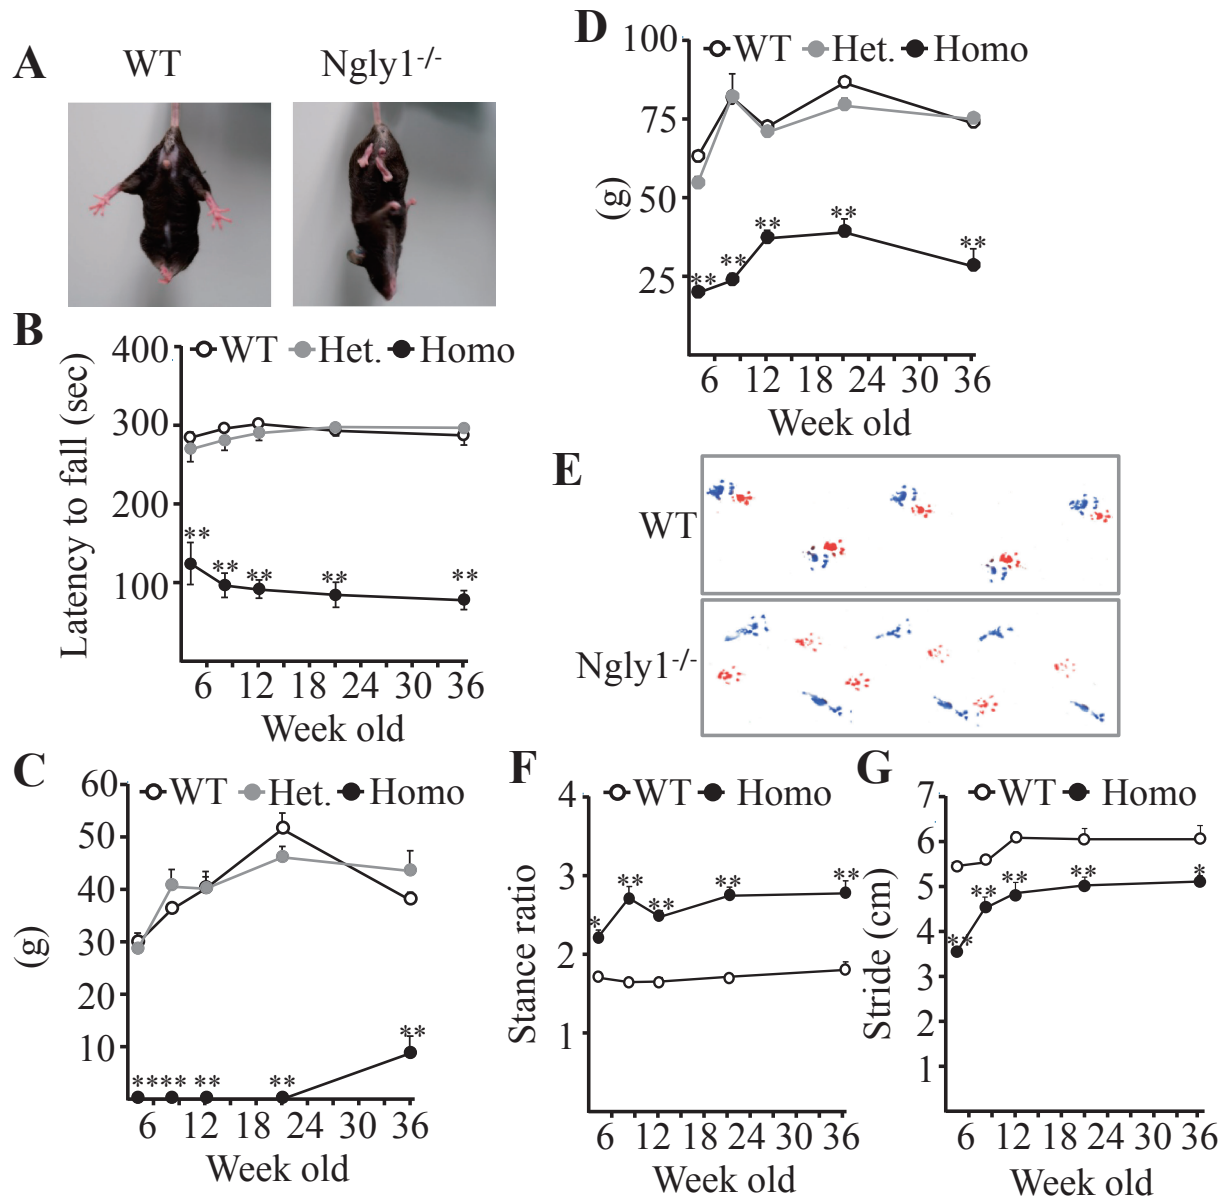 A
WT
Ngly1-/-
B
400
WT Het. Homo
300
200
100
**
**
**
**
**
Latency to fall (sec)
6 12 18 24 30 36
Week old
C
60
WT Het. Homo
50
40
30
20
10
**** ** ** **
(g)
6 12 18 24 30 36
Week old
D
100
WT Het. Homo
75
50
25
**
**
**
**
**
(g)
6 12 18 24 30 36
Week old
E
WT
Ngly1-/-
F
4
WT Homo
3
2
1
*
**
**
**
**
Stance ratio
6 12 18 24 30 36
Week old
G
7
WT Homo
6
5
4
3
2
1
**
**
**
**
*
Stride (cm)
6 12 18 24 30 36
Week old